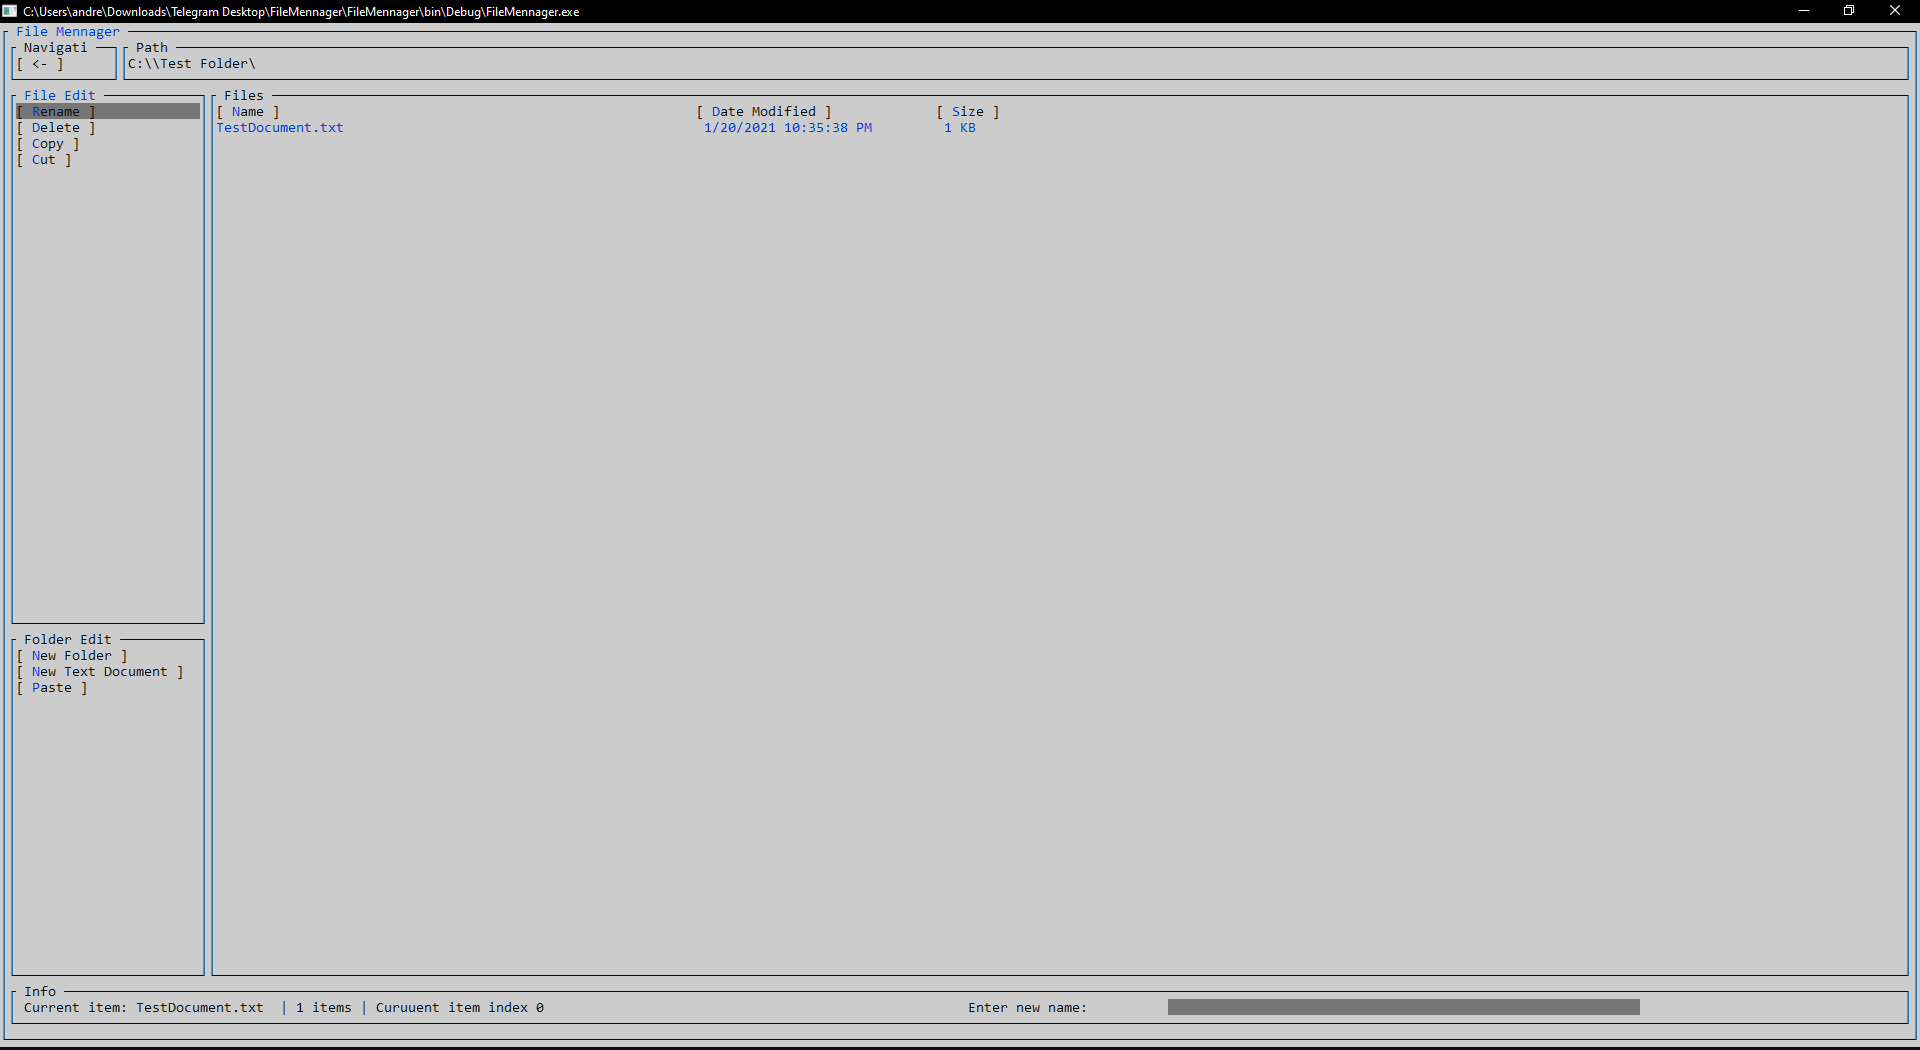 C:\Users\andre\Downloads\Telegram Desktop\FileMennager\FileMennager\bin\Debug\FileMennager.exe
File Mennager
Navigati
Path
[ <- ]
C:\\Test Folder\
File Edit
[ Rename ]
[ Delete ]
[ Copy ]
[ Cut ]
Files
[ Name ] [ Date Modified ] [ Size ]
TestDocument.txt 1/20/2021 10:35:38 PM 1 KB
Folder Edit
[ New Folder ]
[ New Text Document ]
[ Paste ]
Info
Current item: TestDocument.txt | 1 items | Curuuent item index 0 Enter new name: